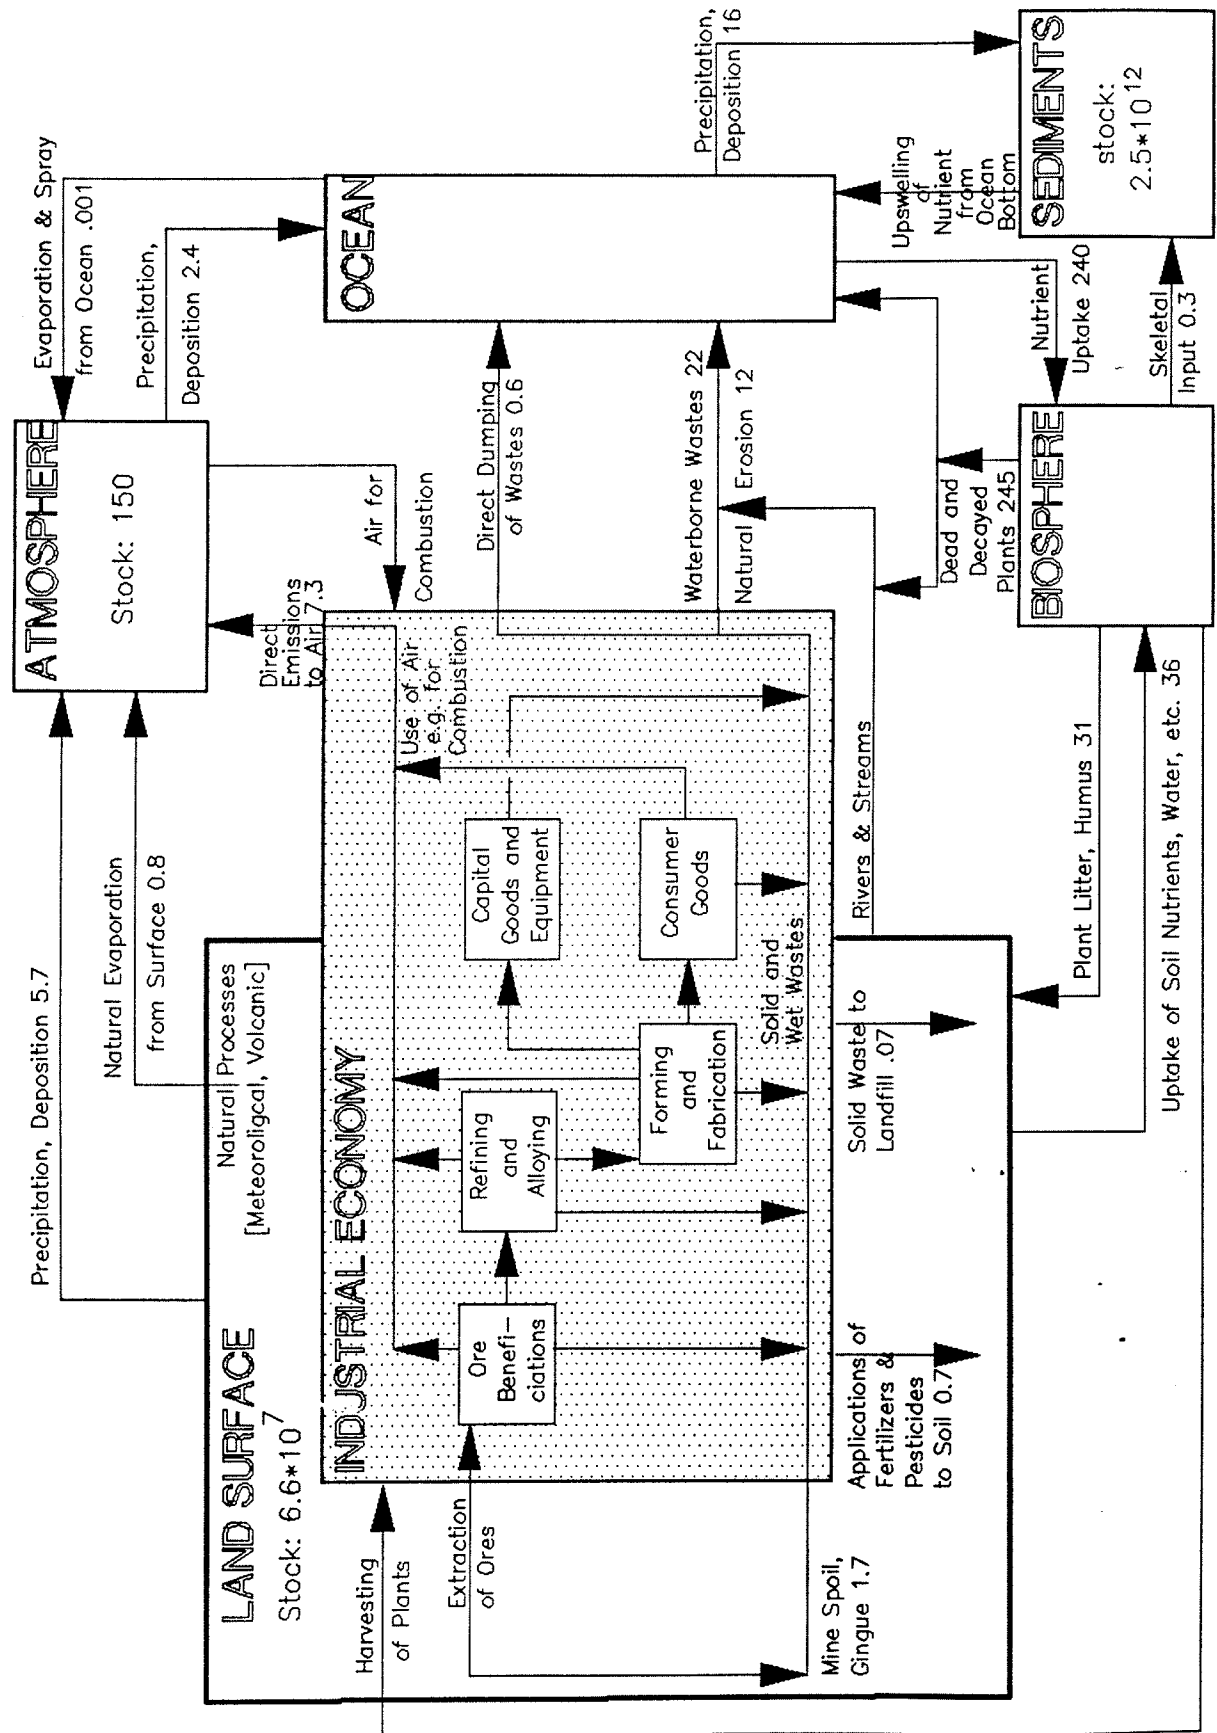 Precipitation, Deposition 5.7
Natural Evaporation
from Surface 0.8
ATMOSPHERE
Stock: 150
Evaporation & Spray
from Ocean .001
Precipitation,
Deposition 2.4
LAND SURFACE
Stock: 6.6*10^7
Natural Processes
[Meteoroligcal, Volcanic]
Direct
Emissions
to Air 7.3
Air for
Combustion
Harvesting
of Plants
INDUSTRIAL ECONOMY
Use of Air
e.g. for
Combustion
Extraction
of Ores
Ore
Benefi-
ciations
Refining
and
Alloying
Capital
Goods and
Equipment
Forming
and
Fabrication
Consumer
Goods
Solid and
Wet Wastes
Direct Dumping
of Wastes 0.6
Waterborne Wastes 22
Natural Erosion 12
OCEAN
Precipitation,
Deposition 16
Mine Spoil,
Gingue 1.7
Applications of
Fertilizers &
Pesticides
to Soil 0.7
Solid Waste to
Landfill .07
Rivers & Streams
Dead and
Decayed
Plants 245
Upswelling
of
Nutrient
from
Ocean
Bottom
Nutrient
Uptake 240
Plant Litter, Humus 31
Uptake of Soil Nutrients, Water, etc. 36
BIOSPHERE
Skeletal
Input 0.3
SEDIMENTS
stock:
2.5*10^12